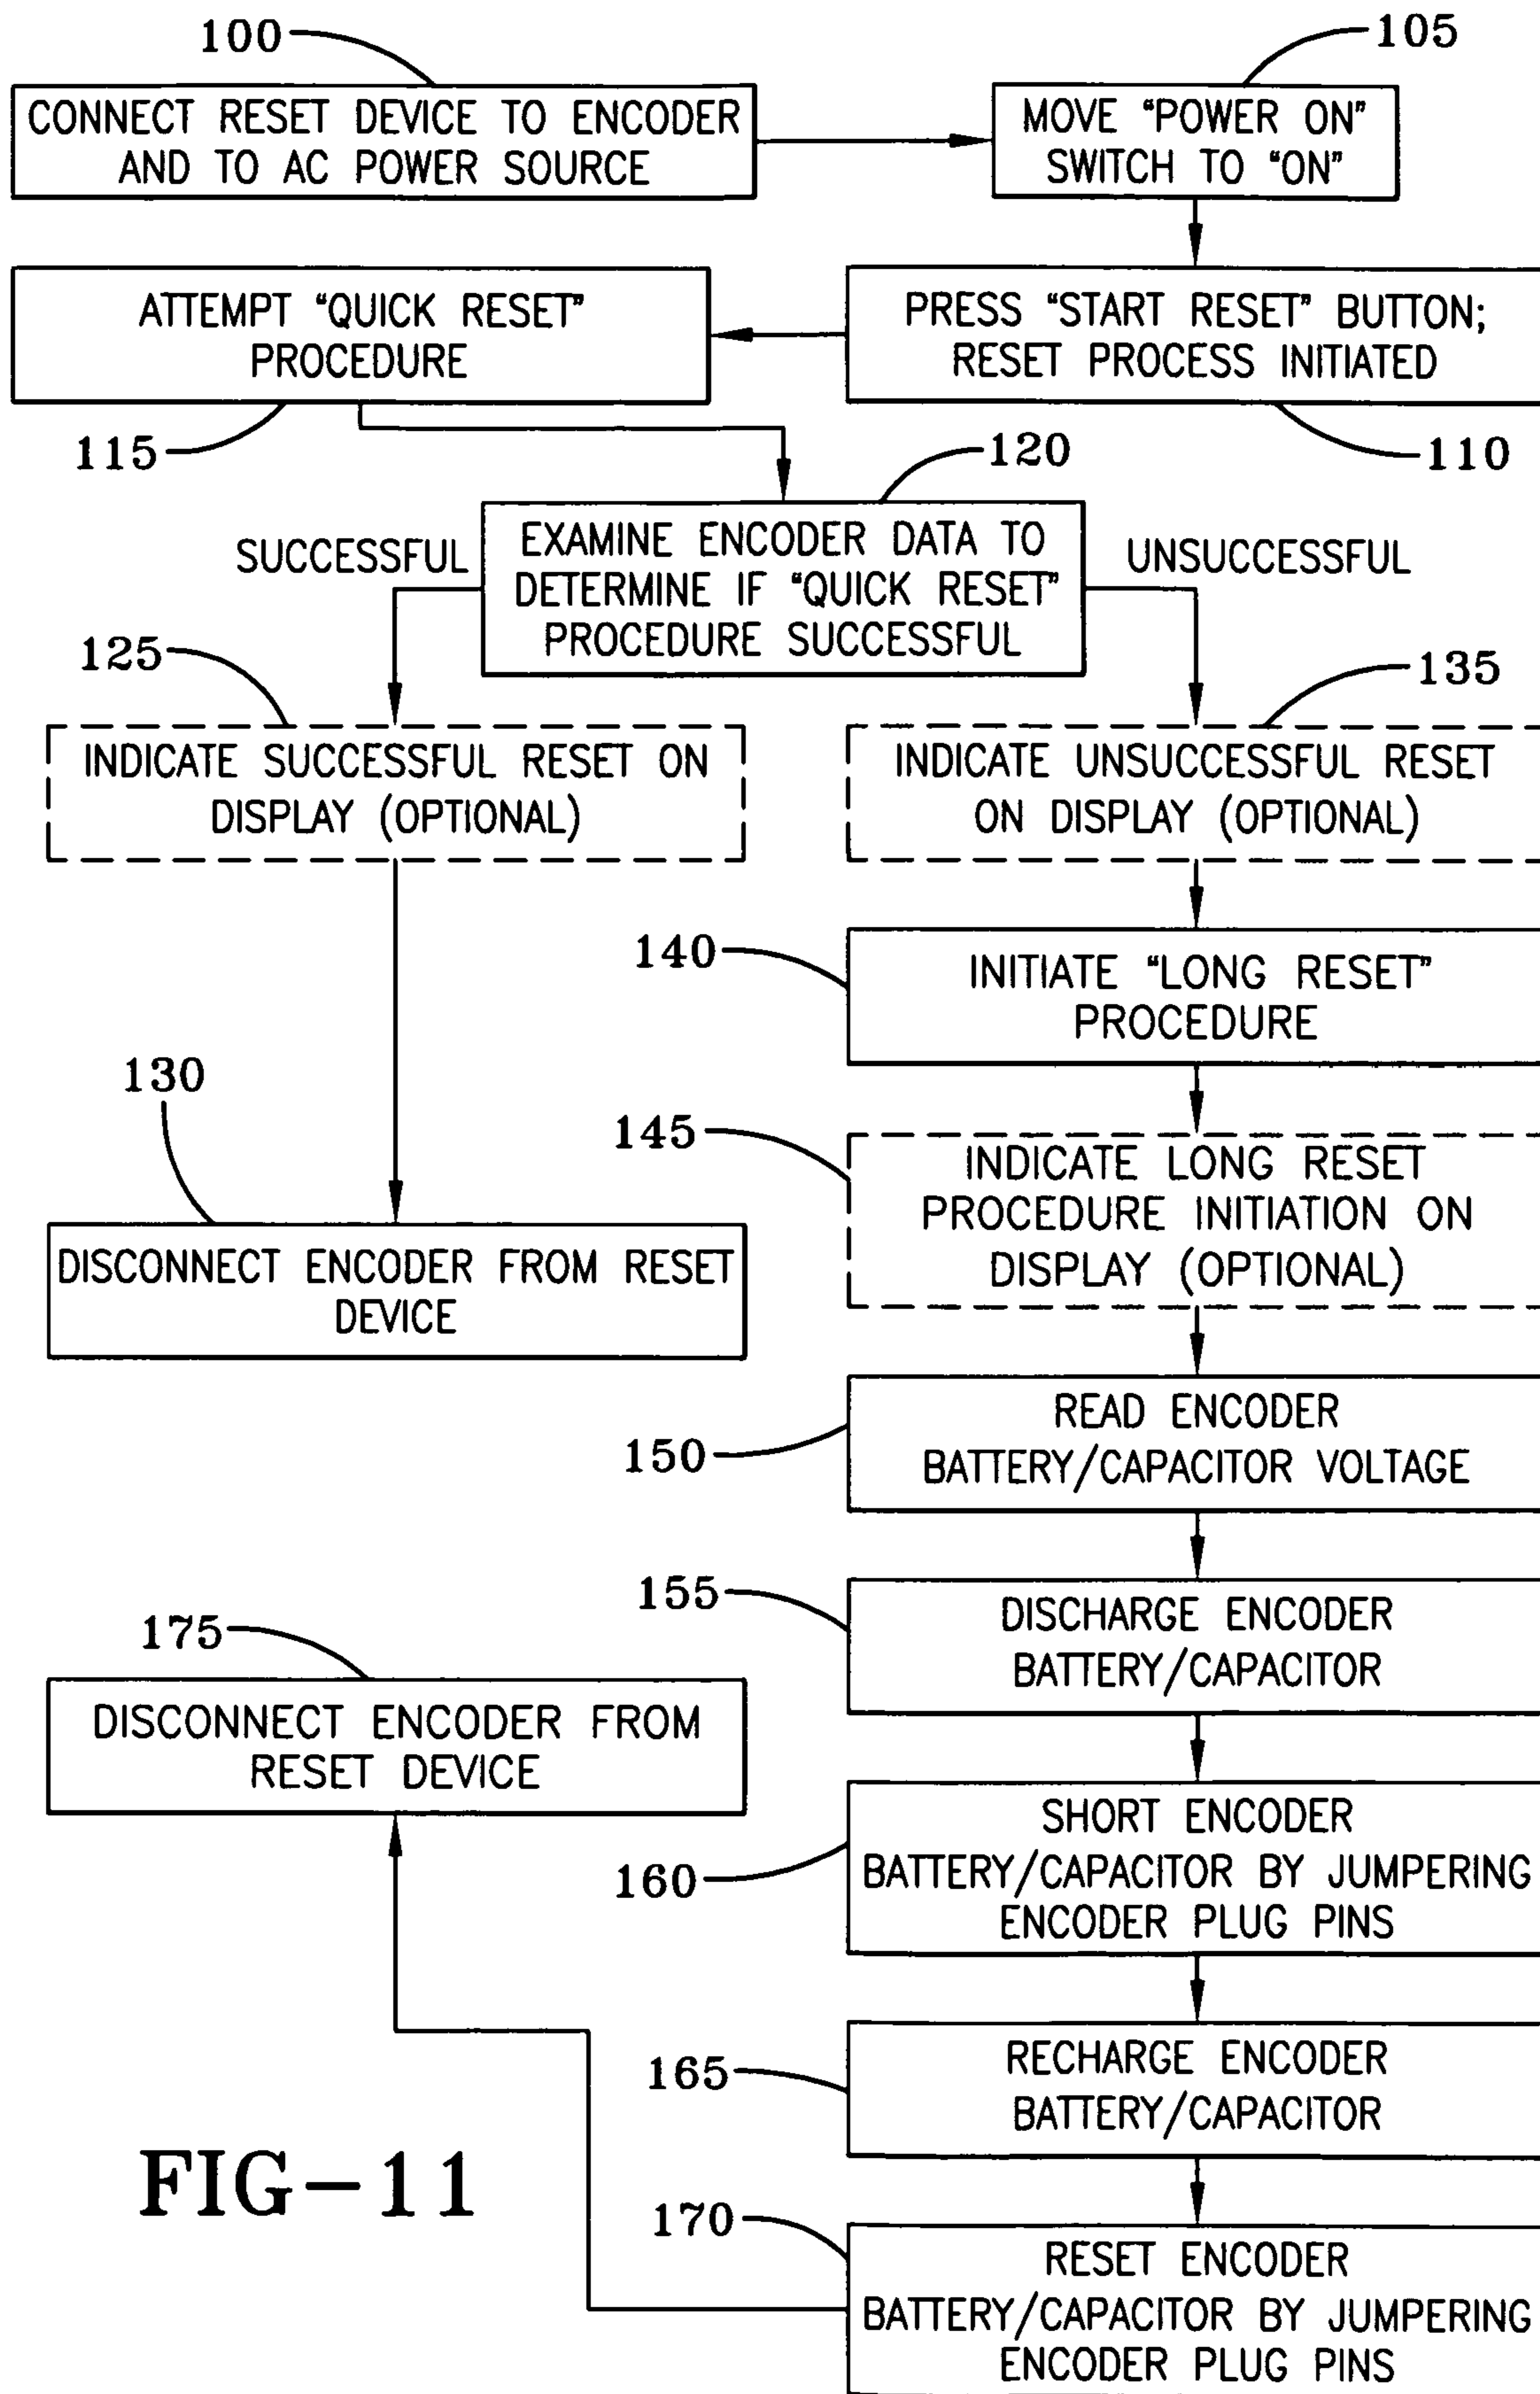 100
105
CONNECT RESET DEVICE TO ENCODER
AND TO AC POWER SOURCE
MOVE "POWER ON"
SWITCH TO "ON"
ATTEMPT "QUICK RESET"
PROCEDURE
PRESS "START RESET" BUTTON;
RESET PROCESS INITIATED
115
120
110
SUCCESSFUL
EXAMINE ENCODER DATA TO
DETERMINE IF "QUICK RESET"
PROCEDURE SUCCESSFUL
UNSUCCESSFUL
125
135
INDICATE SUCCESSFUL RESET ON
DISPLAY (OPTIONAL)
INDICATE UNSUCCESSFUL RESET
ON DISPLAY (OPTIONAL)
140
INITIATE "LONG RESET"
PROCEDURE
130
145
INDICATE LONG RESET
PROCEDURE INITIATION ON
DISPLAY (OPTIONAL)
DISCONNECT ENCODER FROM RESET
DEVICE
150
READ ENCODER
BATTERY/CAPACITOR VOLTAGE
155
DISCHARGE ENCODER
BATTERY/CAPACITOR
175
DISCONNECT ENCODER FROM
RESET DEVICE
160
SHORT ENCODER
BATTERY/CAPACITOR BY JUMPERING
ENCODER PLUG PINS
165
RECHARGE ENCODER
BATTERY/CAPACITOR
FIG-11
170
RESET ENCODER
BATTERY/CAPACITOR BY JUMPERING
ENCODER PLUG PINS